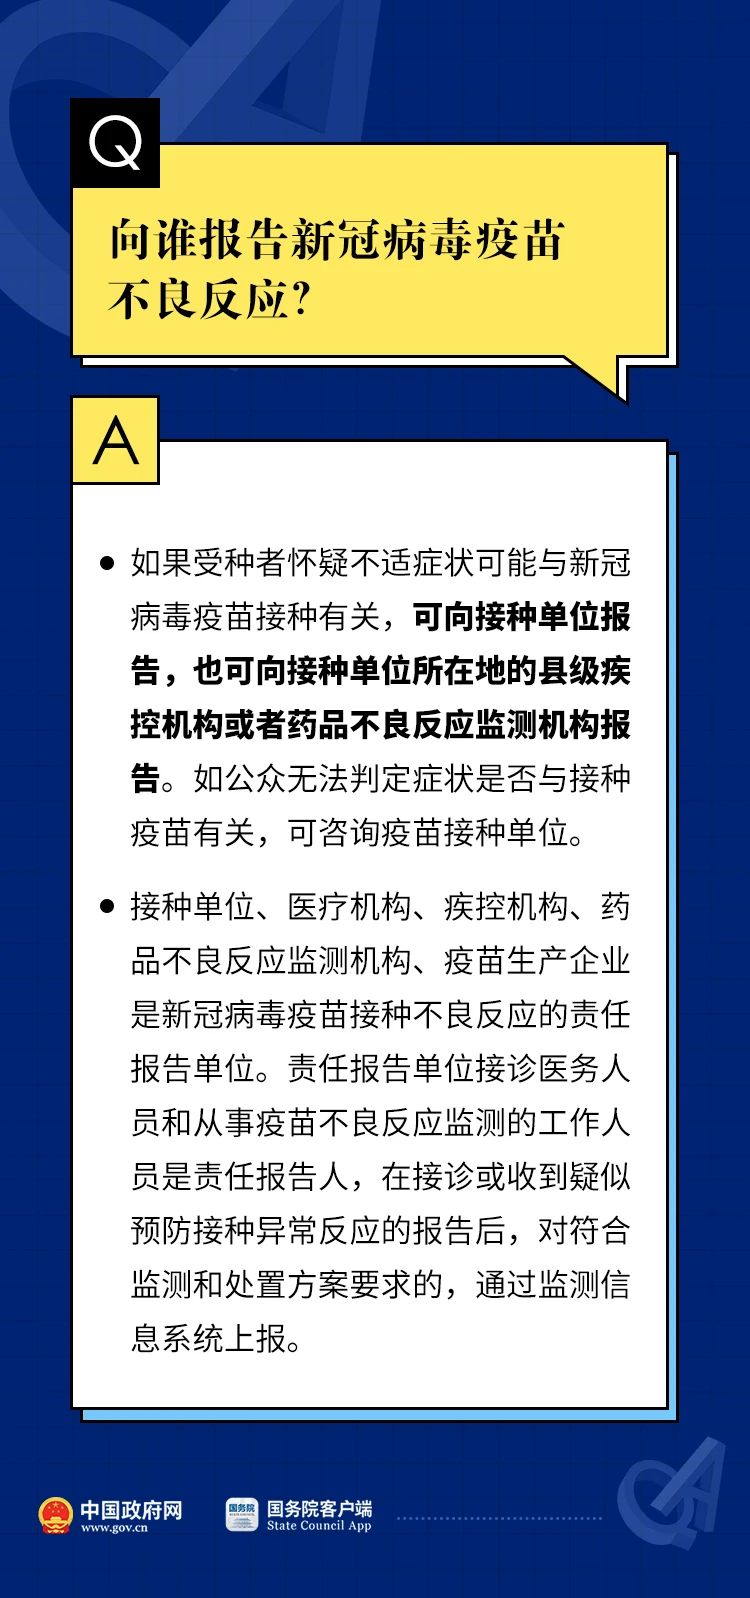 Q
向谁报告新冠病毒疫苗
不良反应？
A
● 如果受种者怀疑不适症状可能与新冠
病毒疫苗接种有关，可向接种单位报
告，也可向接种单位所在地的县级疾
控机构或者药品不良反应监测机构报
告。如公众无法判定症状是否与接种
疫苗有关，可咨询疫苗接种单位。
● 接种单位、医疗机构、疾控机构、药
品不良反应监测机构、疫苗生产企业
是新冠病毒疫苗接种不良反应的责任
报告单位。责任报告单位接诊医务人
员和从事疫苗不良反应监测的工作人
员是责任报告人，在接诊或收到疑似
预防接种异常反应的报告后，对符合
监测和处置方案要求的，通过监测信
息系统上报。
中国政府网
www.gov.cn
国务院
国务院客户端
State Council App
QA